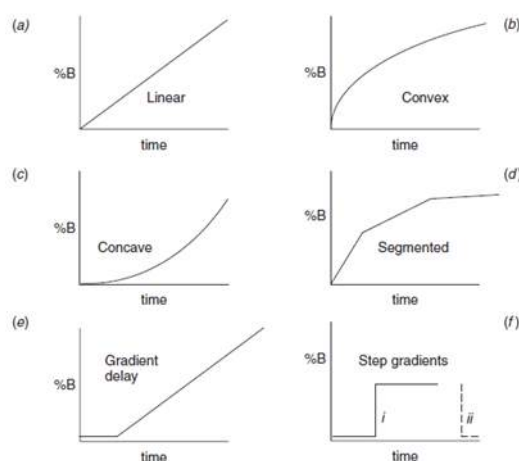 (a)
%B
Linear
time
(b)
%B
Convex
time
(c)
%B
Concave
time
(d)
%B
Segmented
time
(e)
%B
Gradient
delay
time
(f)
%B
Step gradients
i
ii
time